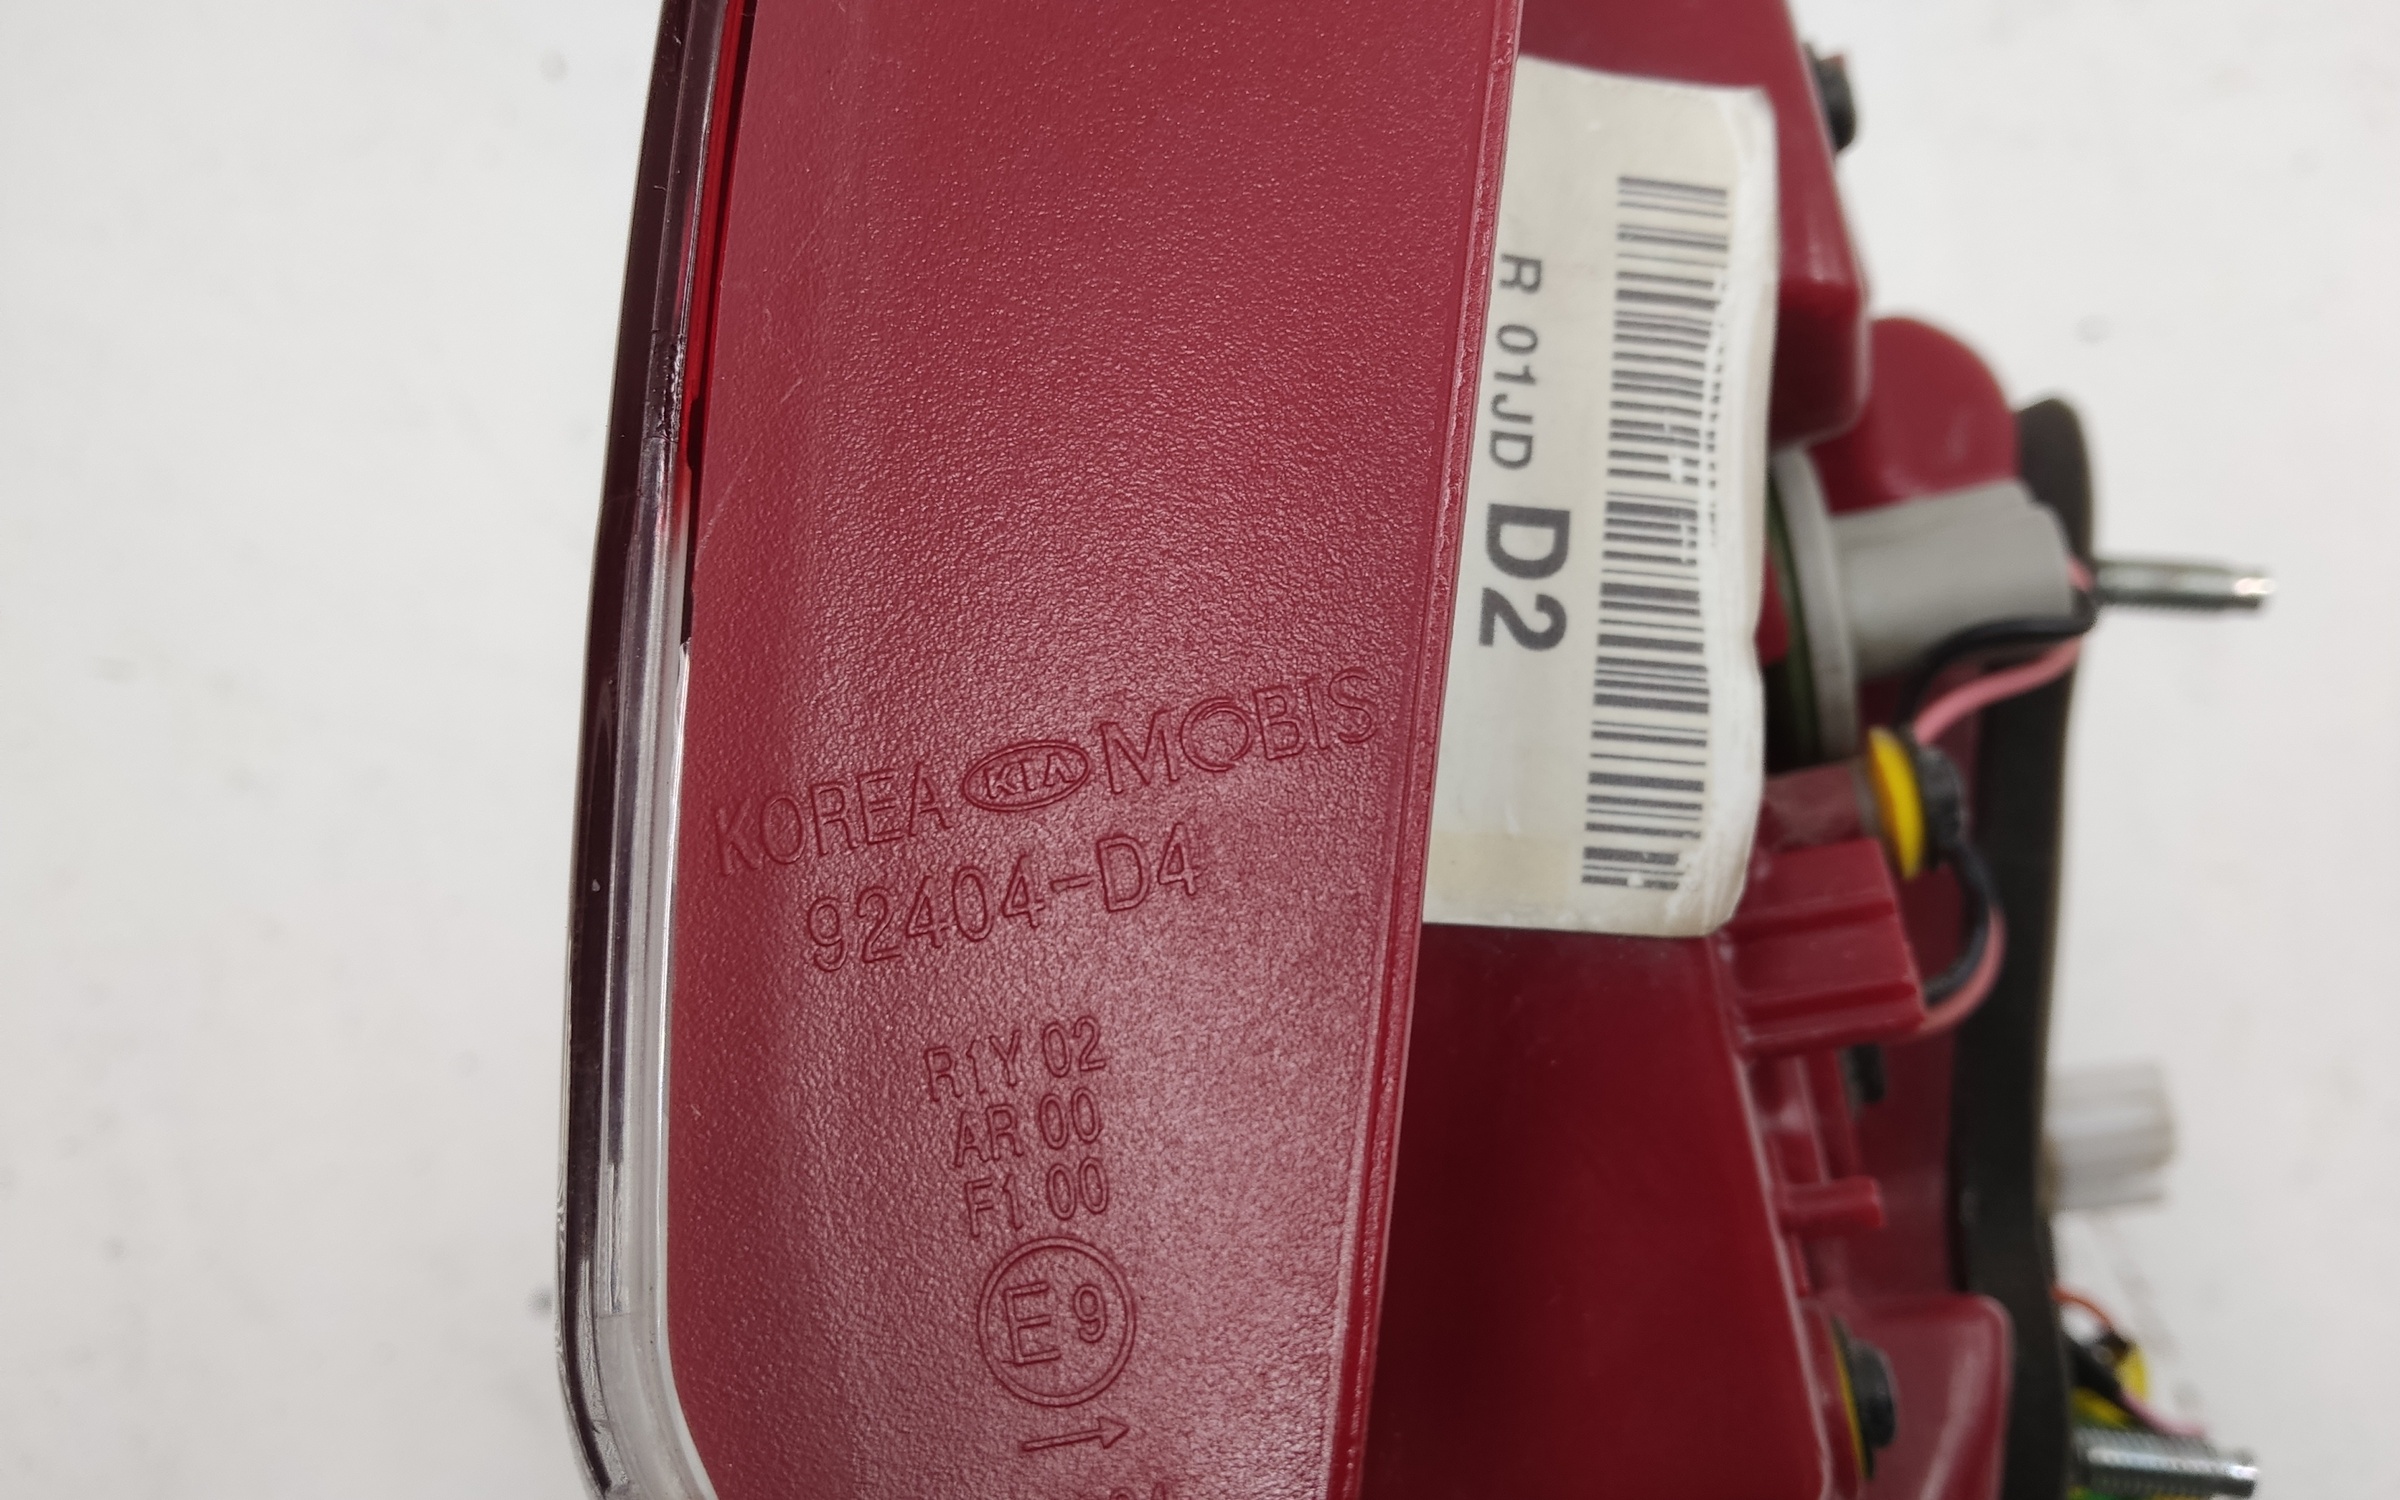 R 01JD D2
KOREA KIA MOBIS
92404-D4
R1Y 02
AR 00
F1 00
E9